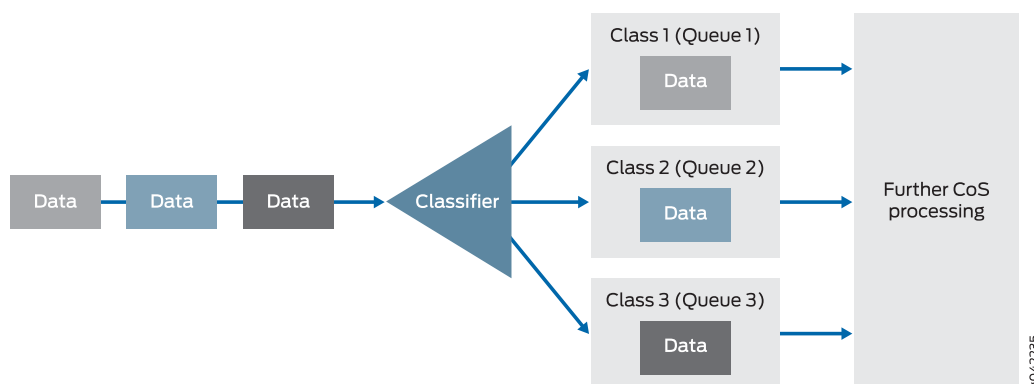 Data
Data
Data
Classifier
Class 1 (Queue 1)
Data
Class 2 (Queue 2)
Data
Class 3 (Queue 3)
Data
Further CoS
processing